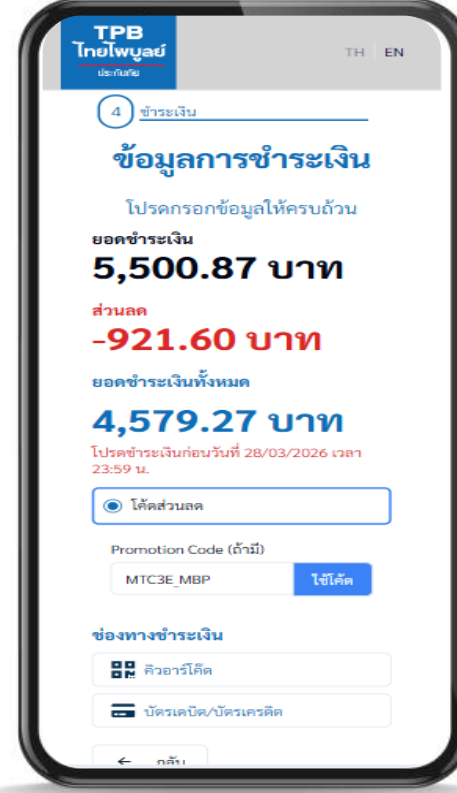 TPB
ไทยไพบูลย์
ประกันภัย
TH EN
4 ชำระเงิน
ข้อมูลการชำระเงิน
โปรดกรอกข้อมูลให้ครบถ้วน
ยอดชำระเงิน
5,500.87 บาท
ส่วนลด
-921.60 บาท
ยอดชำระเงินทั้งหมด
4,579.27 บาท
โปรดชำระเงินก่อนวันที่ 28/03/2026 เวลา
23:59 น.
โค้ดส่วนลด
Promotion Code (ถ้ามี)
MTC3E_MBP ใช้โค้ด
ช่องทางชำระเงิน
คิวอาร์โค๊ด
บัตรเดบิต/บัตรเครดิต
← กลับ